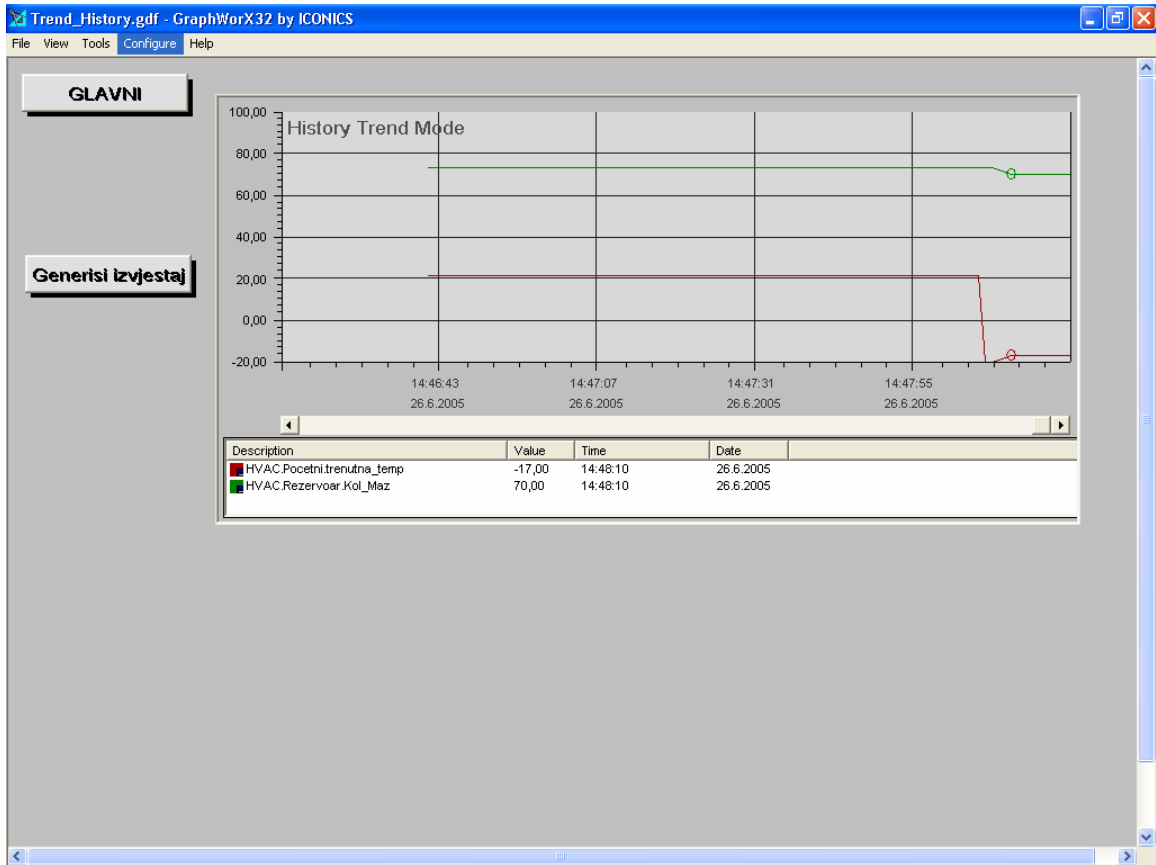 Trend_History.gdf - GraphWorX32 by ICONICS
File View Tools Configure Help
GLAVNI
Generisi izvjestaj
History Trend Mode
100,00
80,00
60,00
40,00
20,00
0,00
-20,00
14:46:43 14:47:07 14:47:31 14:47:55
26.6.2005 26.6.2005 26.6.2005 26.6.2005
Description Value Time Date
HVAC.Pocetni.trenutna_temp -17,00 14:48:10 26.6.2005
HVAC.Rezervoar.Kol_Maz 70,00 14:48:10 26.6.2005